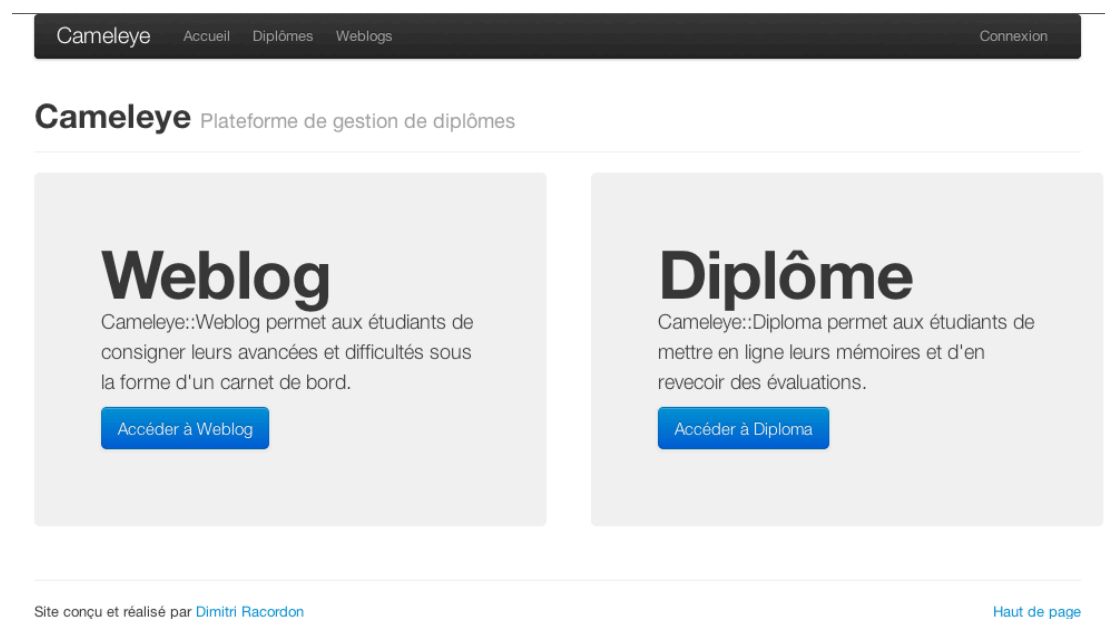 Cameleye Accueil Diplômes Weblogs Connexion
Cameleye Plateforme de gestion de diplômes
Weblog
Cameleye::Weblog permet aux étudiants de
consigner leurs avancées et difficultés sous
la forme d'un carnet de bord.
Accéder à Weblog
Diplôme
Cameleye::Diploma permet aux étudiants de
mettre en ligne leurs mémoires et d'en
revecoir des évaluations.
Accéder à Diploma
Site conçu et réalisé par Dimitri Racordon Haut de page